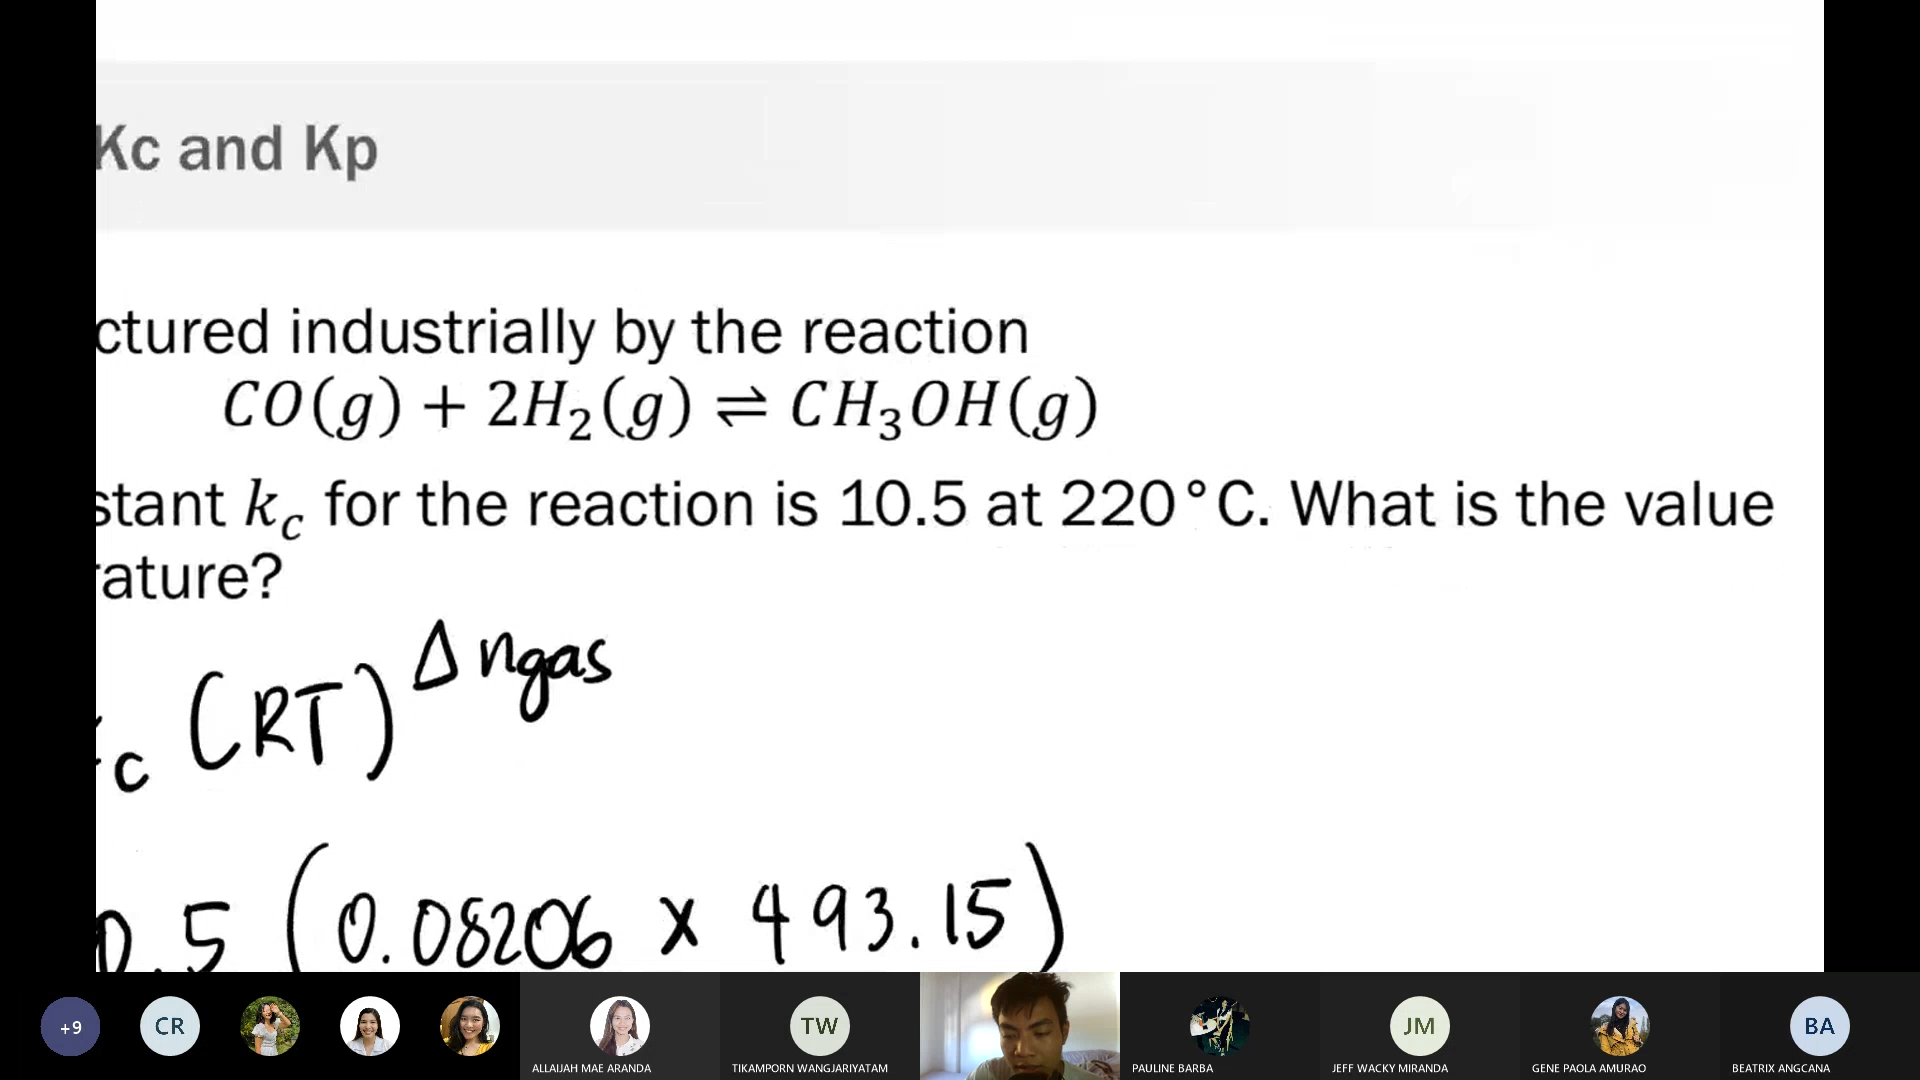 Kc and Kp
ctured industrially by the reaction
CO(g) + 2H₂(g) ⇌ CH₃OH(g)
stant k_c for the reaction is 10.5 at 220°C. What is the value
rature?
c (RT)^Δngas
0.5 (0.08206 x 493.15)
+9
CR
ALLAIJAH MAE ARANDA
TW
TIKAMPORN WANGJARIYATAM
PAULINE BARBA
JM
JEFF WACKY MIRANDA
GENE PAOLA AMURAO
BA
BEATRIX ANGCANA